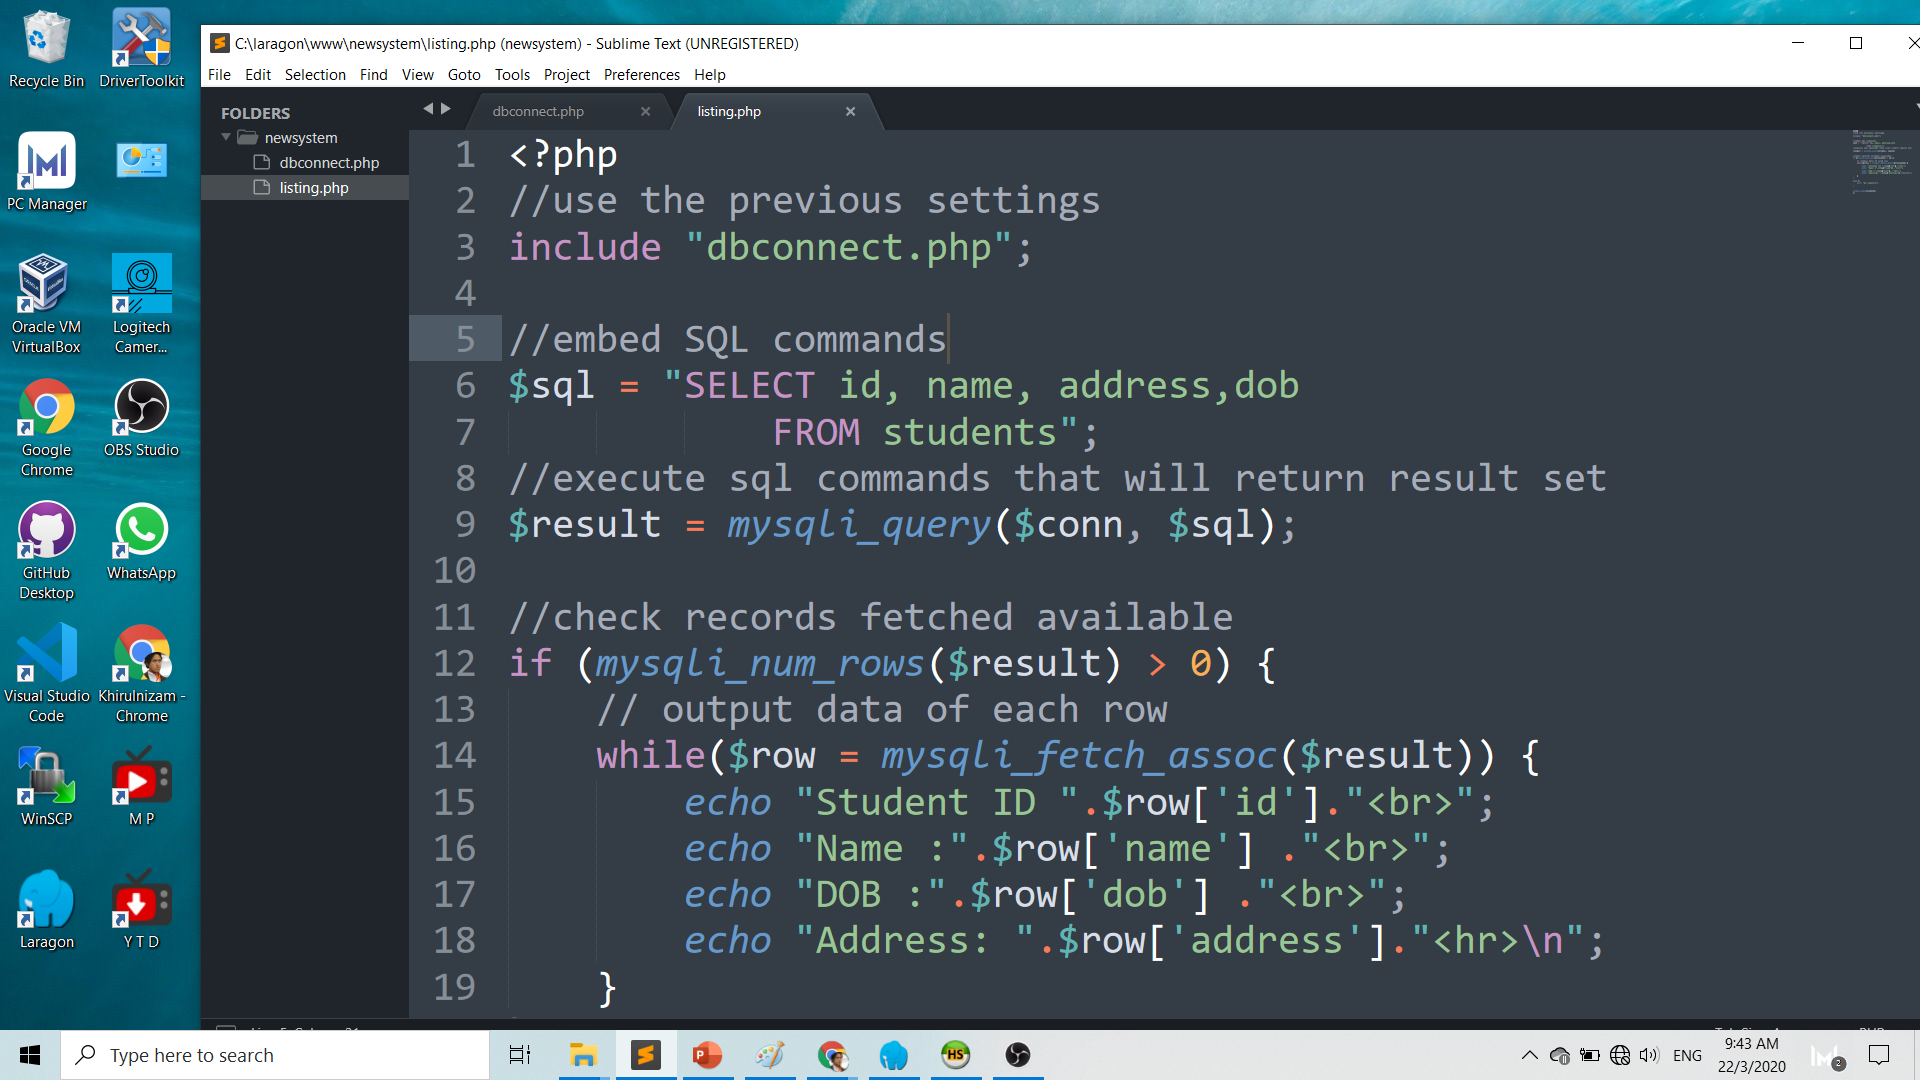 Recycle Bin
DriverToolkit
PC Manager
Oracle VM
VirtualBox
Logitech
Camer...
Google
Chrome
OBS Studio
GitHub
Desktop
WhatsApp
Visual Studio
Code
Khirulnizam -
Chrome
WinSCP
M P
Laragon
Y T D
C:\laragon\www\newsystem\listing.php (newsystem) - Sublime Text (UNREGISTERED)
File Edit Selection Find View Goto Tools Project Preferences Help
FOLDERS
newsystem
dbconnect.php
listing.php
dbconnect.php × listing.php ×
1 <?php
2 //use the previous settings
3 include "dbconnect.php";
4
5 //embed SQL commands
6 $sql = "SELECT id, name, address,dob
7 FROM students";
8 //execute sql commands that will return result set
9 $result = mysqli_query($conn, $sql);
10
11 //check records fetched available
12 if (mysqli_num_rows($result) > 0) {
13 // output data of each row
14 while($row = mysqli_fetch_assoc($result)) {
15 echo "Student ID ".$row['id']."<br>";
16 echo "Name :".$row['name'] ."<br>";
17 echo "DOB :".$row['dob'] ."<br>";
18 echo "Address: ".$row['address']."<hr>\n";
19 }
Type here to search
HS
ENG
9:43 AM
22/3/2020
2